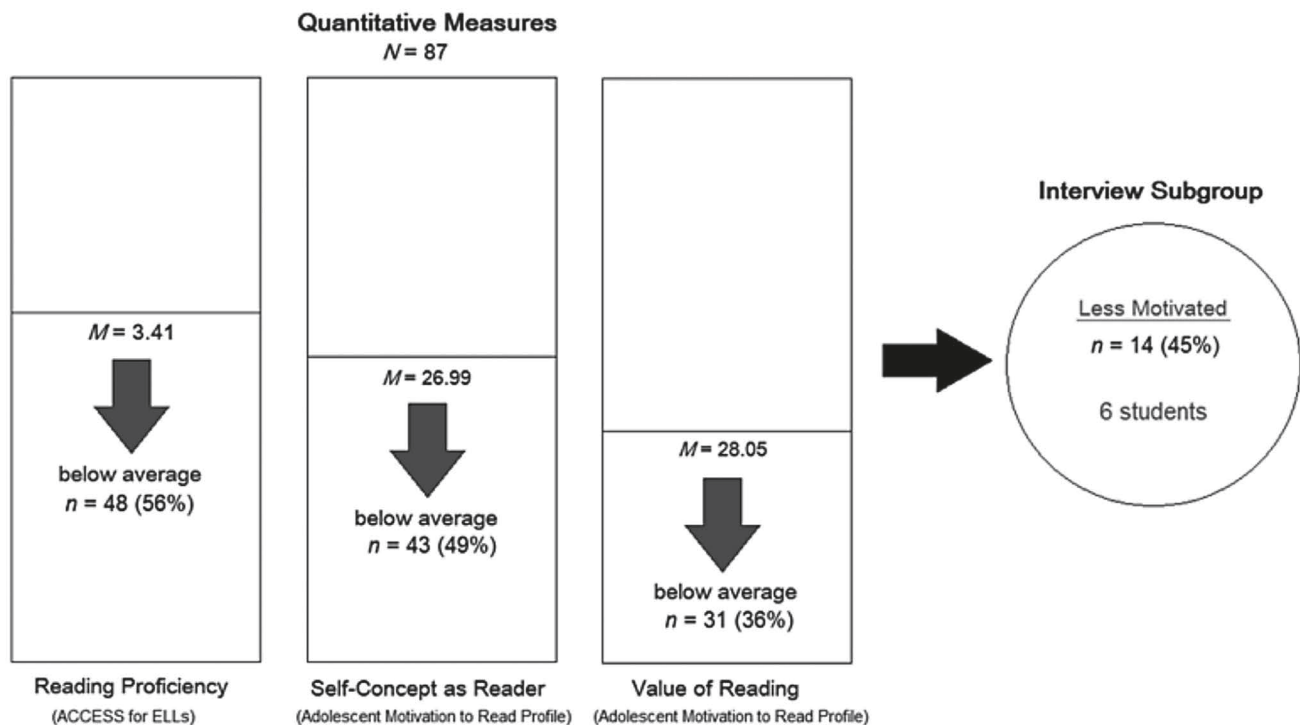 Quantitative Measures
N = 87
M = 3.41
below average
n = 48 (56%)
Reading Proficiency
(ACCESS for ELLs)
M = 26.99
below average
n = 43 (49%)
Self-Concept as Reader
(Adolescent Motivation to Read Profile)
M = 28.05
below average
n = 31 (36%)
Value of Reading
(Adolescent Motivation to Read Profile)
Interview Subgroup
Less Motivated
n = 14 (45%)
6 students